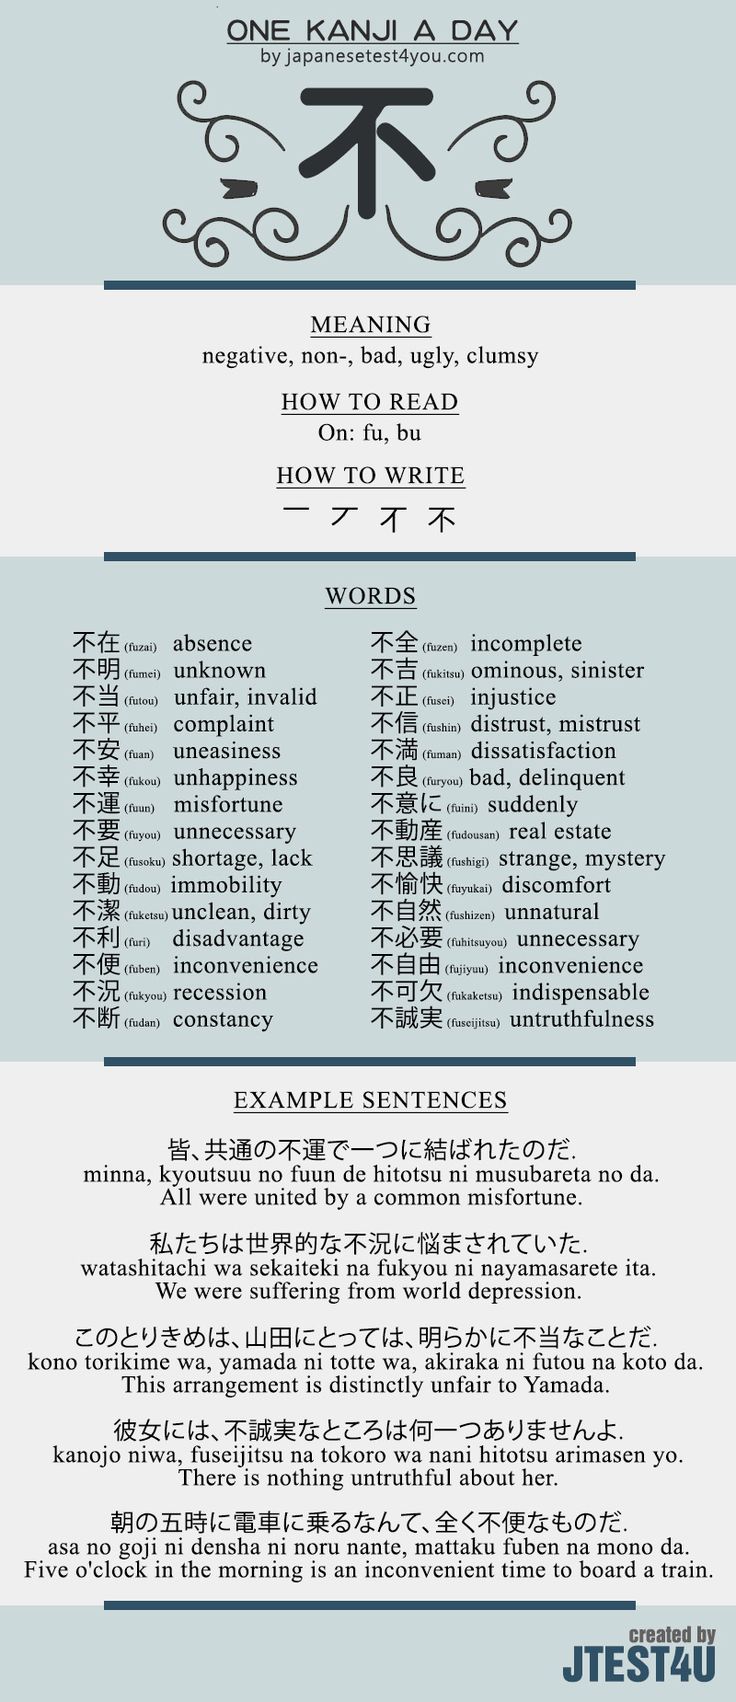 ONE KANJI A DAY
by japanesetest4you.com
不
MEANING
negative, non-, bad, ugly, clumsy
HOW TO READ
On: fu, bu
HOW TO WRITE
一 丆 不 不
WORDS
不在 (fuzai) absence
不明 (fumei) unknown
不当 (futou) unfair, invalid
不平 (fuhei) complaint
不安 (fuan) uneasiness
不幸 (fukou) unhappiness
不運 (fuun) misfortune
不要 (fuyou) unnecessary
不足 (fusoku) shortage, lack
不動 (fudou) immobility
不潔 (fuketsu) unclean, dirty
不利 (furi) disadvantage
不便 (fuben) inconvenience
不況 (fukyou) recession
不断 (fudan) constancy
不全 (fuzen) incomplete
不吉 (fukitsu) ominous, sinister
不正 (fusei) injustice
不信 (fushin) distrust, mistrust
不満 (fuman) dissatisfaction
不良 (furyou) bad, delinquent
不意に (fuini) suddenly
不動産 (fudousan) real estate
不思議 (fushigi) strange, mystery
不愉快 (fuyukai) discomfort
不自然 (fushizen) unnatural
不必要 (fuhitsuyou) unnecessary
不自由 (fujiyuu) inconvenience
不可欠 (fukaketsu) indispensable
不誠実 (fuseijitsu) untruthfulness
EXAMPLE SENTENCES
皆、共通の不運で一つに結ばれたのだ.
minna, kyoutsuu no fuun de hitotsu ni musubareta no da.
All were united by a common misfortune.
私たちは世界的な不況に悩まされていた.
watashitachi wa sekaiteki na fukyou ni nayamasarete ita.
We were suffering from world depression.
このとりきめは、山田にとっては、明らかに不当なことだ.
kono torikime wa, yamada ni totte wa, akiraka ni futou na koto da.
This arrangement is distinctly unfair to Yamada.
彼女には、不誠実なところは何一つありませんよ.
kanojo niwa, fuseijitsu na tokoro wa nani hitotsu arimasen yo.
There is nothing untruthful about her.
朝の五時に電車に乗るなんて、全く不便なものだ.
asa no goji ni densha ni noru nante, mattaku fuben na mono da.
Five o'clock in the morning is an inconvenient time to board a train.
created by
JTEST4U